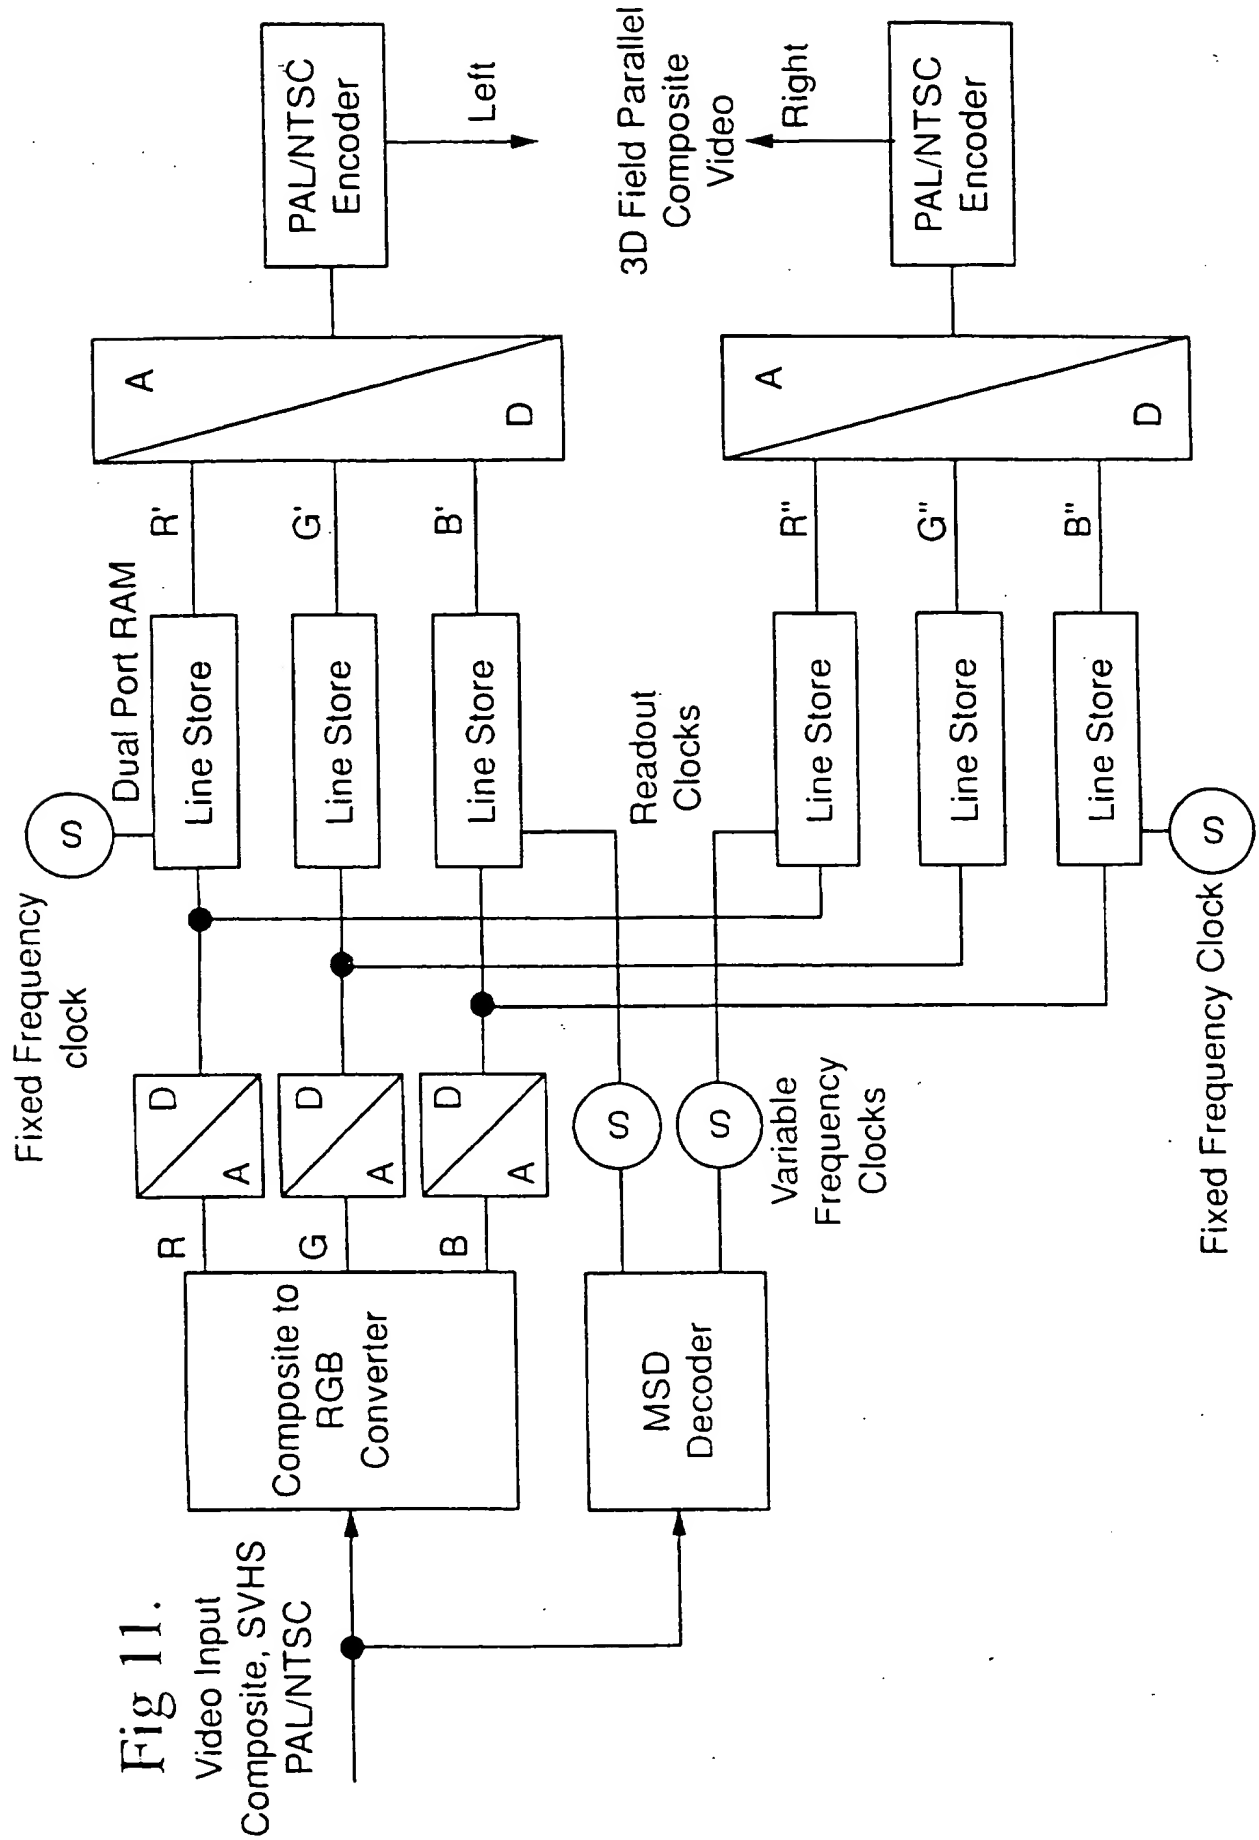 Fig 11.
Video Input
Composite, SVHS
PAL/NTSC
Composite to
RGB
Converter
MSD
Decoder
R
G
B
A
D
A
D
A
D
S
S
Variable
Frequency
Clocks
Fixed Frequency
clock
S
Dual Port RAM
Line Store
Line Store
Line Store
Readout
Clocks
Line Store
Line Store
Line Store
S
Fixed Frequency Clock
R'
G'
B'
R"
G"
B"
A
D
A
D
PAL/NTSC
Encoder
Left
3D Field Parallel
Composite
Video
Right
PAL/NTSC
Encoder